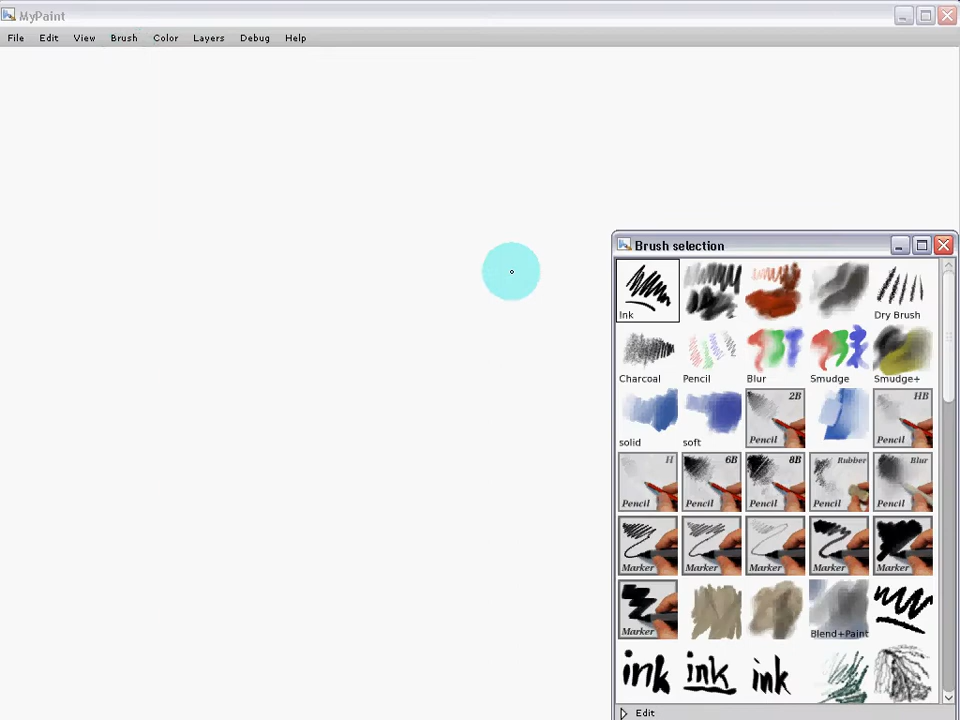 MyPaint
File Edit View Brush Color Layers Debug Help
Brush selection
Ink Dry Brush
Charcoal Pencil Blur Smudge Smudge+
solid soft 2B Pencil HB Pencil
H Pencil 6B Pencil 8B Pencil Rubber Pencil Blur Pencil
Marker Marker Marker Marker Marker
Marker Blend+Paint
ink ink ink
Edit